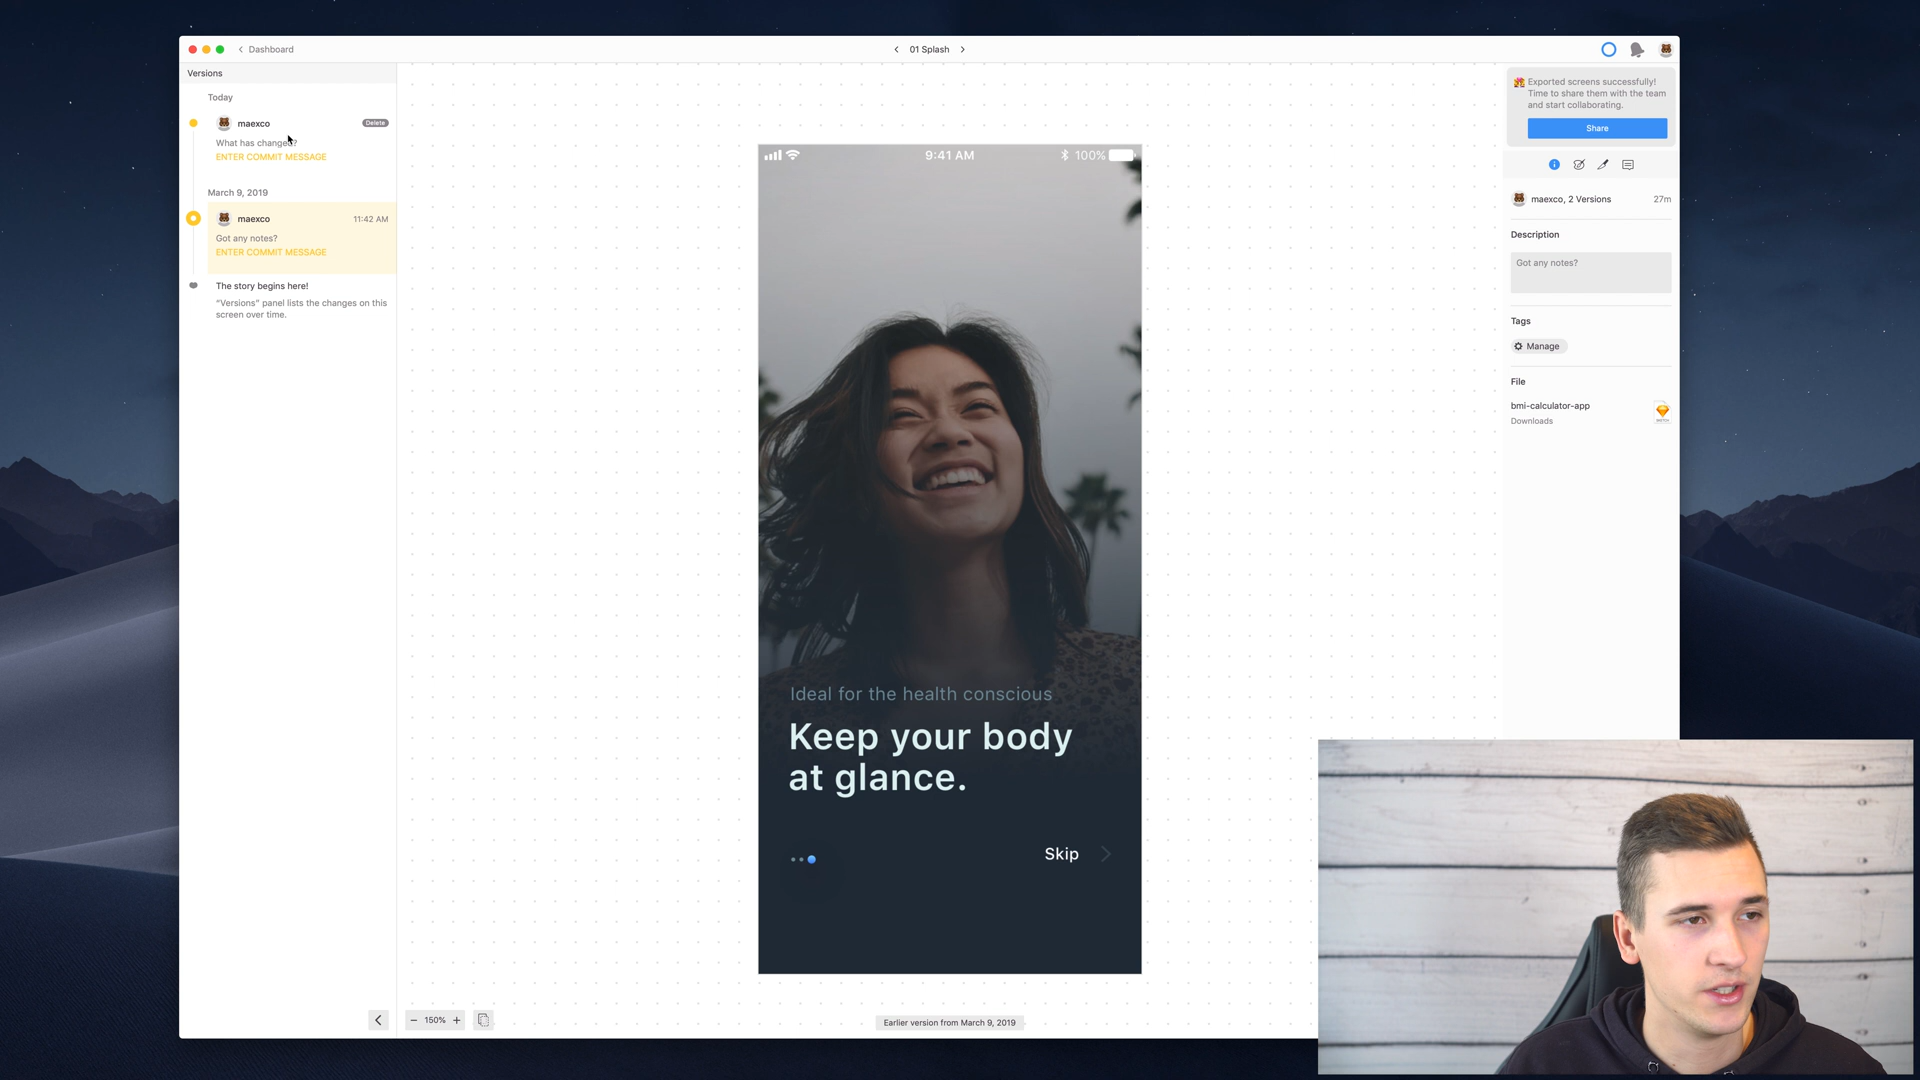 Dashboard
01 Splash
Versions
Today
maexco
Delete
What has changed?
ENTER COMMIT MESSAGE
March 9, 2019
maexco
11:42 AM
Got any notes?
ENTER COMMIT MESSAGE
The story begins here!
“Versions” panel lists the changes on this
screen over time.
150%
9:41 AM
100%
Ideal for the health conscious
Keep your body
at glance.
Skip
Earlier version from March 9, 2019
Exported screens successfully!
Time to share them with the team
and start collaborating.
Share
maexco, 2 Versions
27m
Description
Got any notes?
Tags
Manage
File
bmi-calculator-app
Downloads